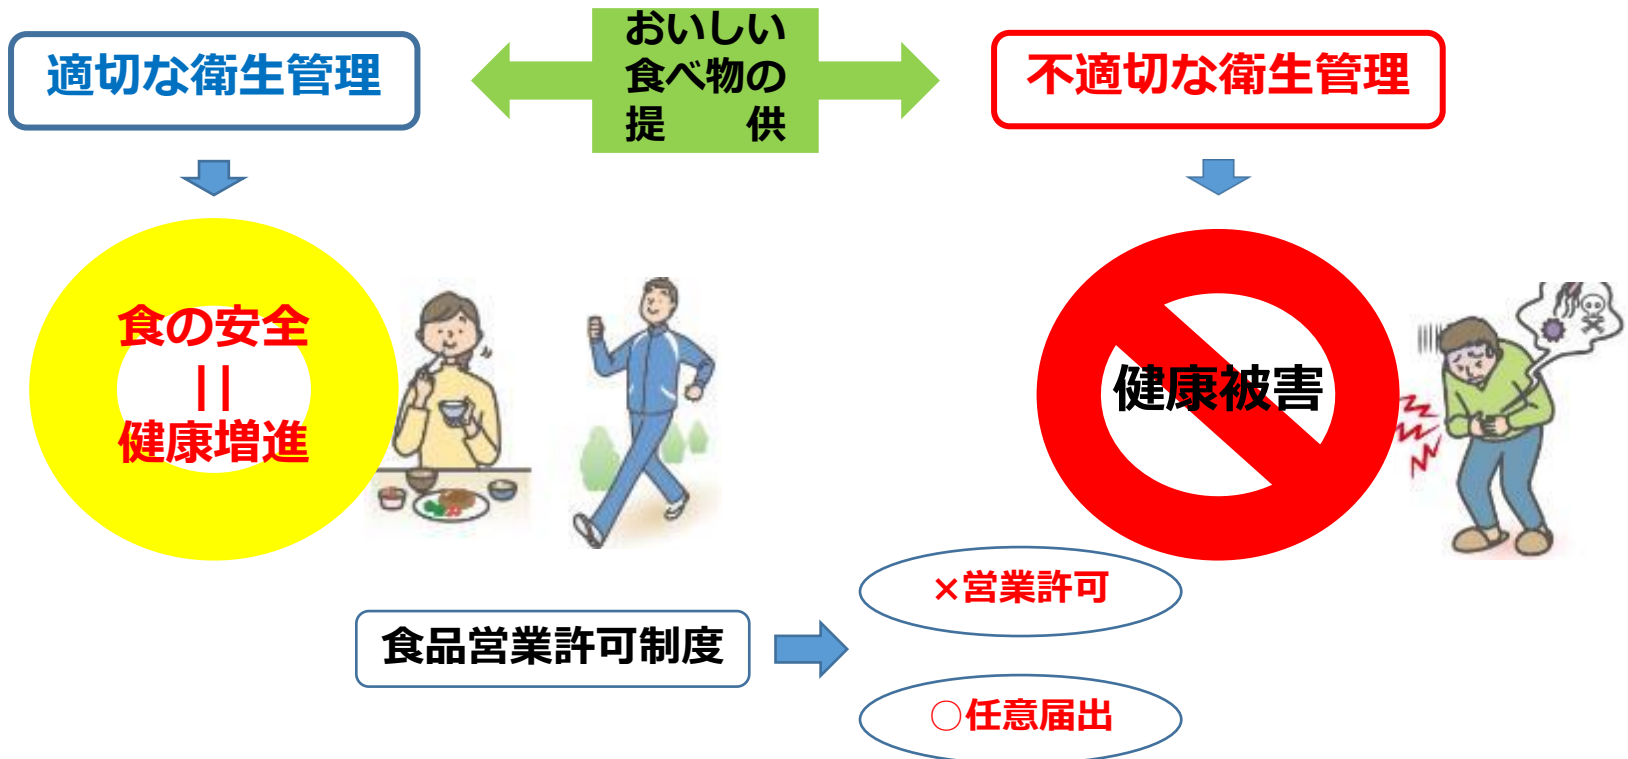 適切な衛生管理
おいしい
食べ物の
提　　供
不適切な衛生管理
食の安全
||
健康増進
健康被害
食品営業許可制度
×営業許可
○任意届出